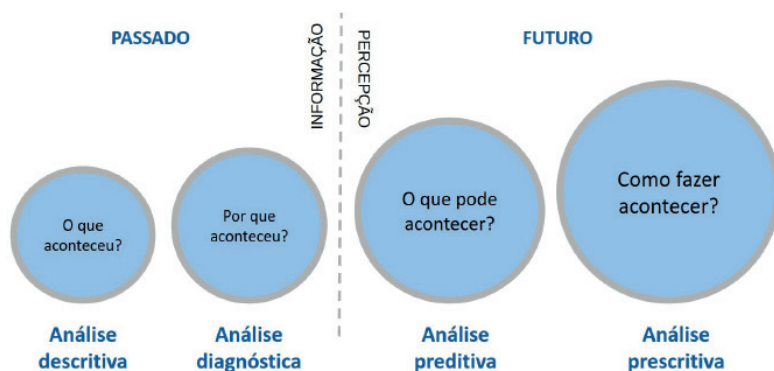 PASSADO
INFORMAÇÃO
PERCEPÇÃO
FUTURO
O que
aconteceu?
Por que
aconteceu?
O que pode
acontecer?
Como fazer
acontecer?
Análise
descritiva
Análise
diagnóstica
Análise
preditiva
Análise
prescritiva